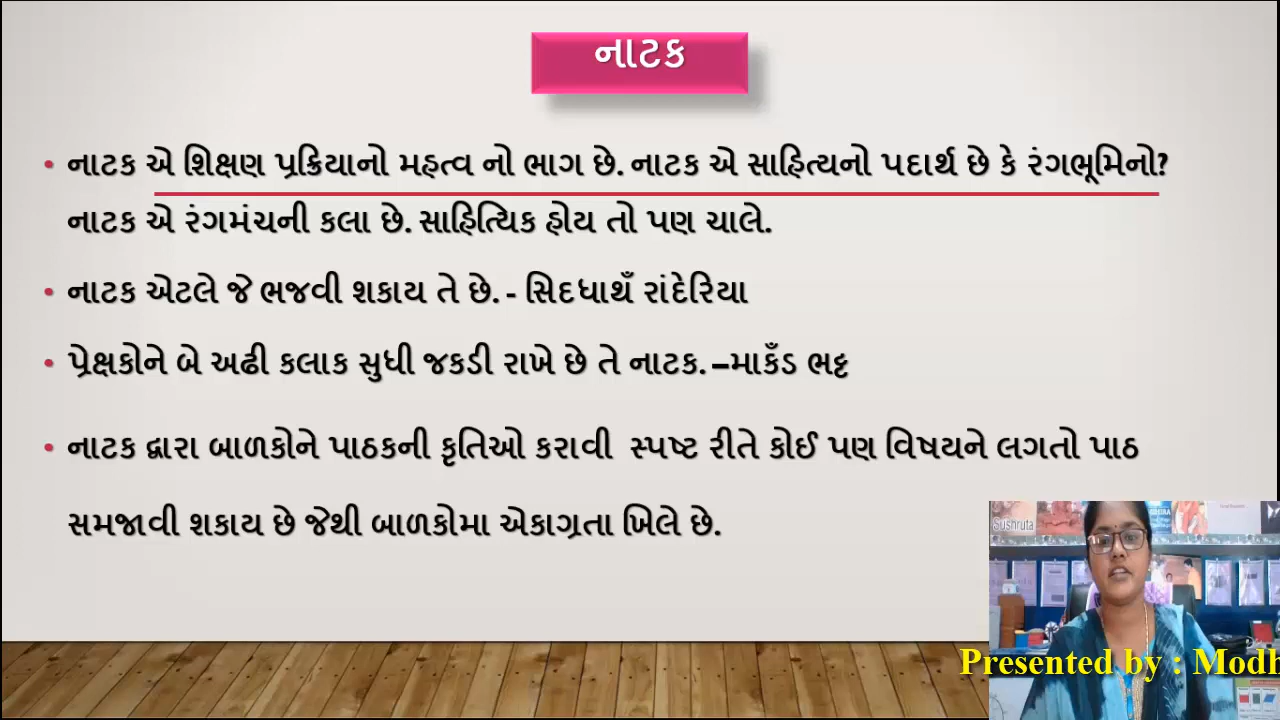 નાટક
• નાટક એ શિક્ષણ પ્રક્રિયાનો મહત્વ નો ભાગ છે. નાટક એ સાહિત્યનો પદાર્થ છે કે રંગભૂમિનો?
નાટક એ રંગમંચની કલા છે. સાહિત્યિક હોય તો પણ ચાલે.
• નાટક એટલે જે ભજવી શકાય તે છે. - સિદધાથઁ રાંદેરિયા
• પ્રેક્ષકોને બે અઢી કલાક સુધી જકડી રાખે છે તે નાટક. –માકઁડ ભટ્ટ
• નાટક દ્વારા બાળકોને પાઠકની કૃતિઓ કરાવી સ્પષ્ટ રીતે કોઈ પણ વિષયને લગતો પાઠ
સમજાવી શકાય છે જેથી બાળકોમા એકાગ્રતા ખિલે છે.
Sushruta
Presented by : Modh